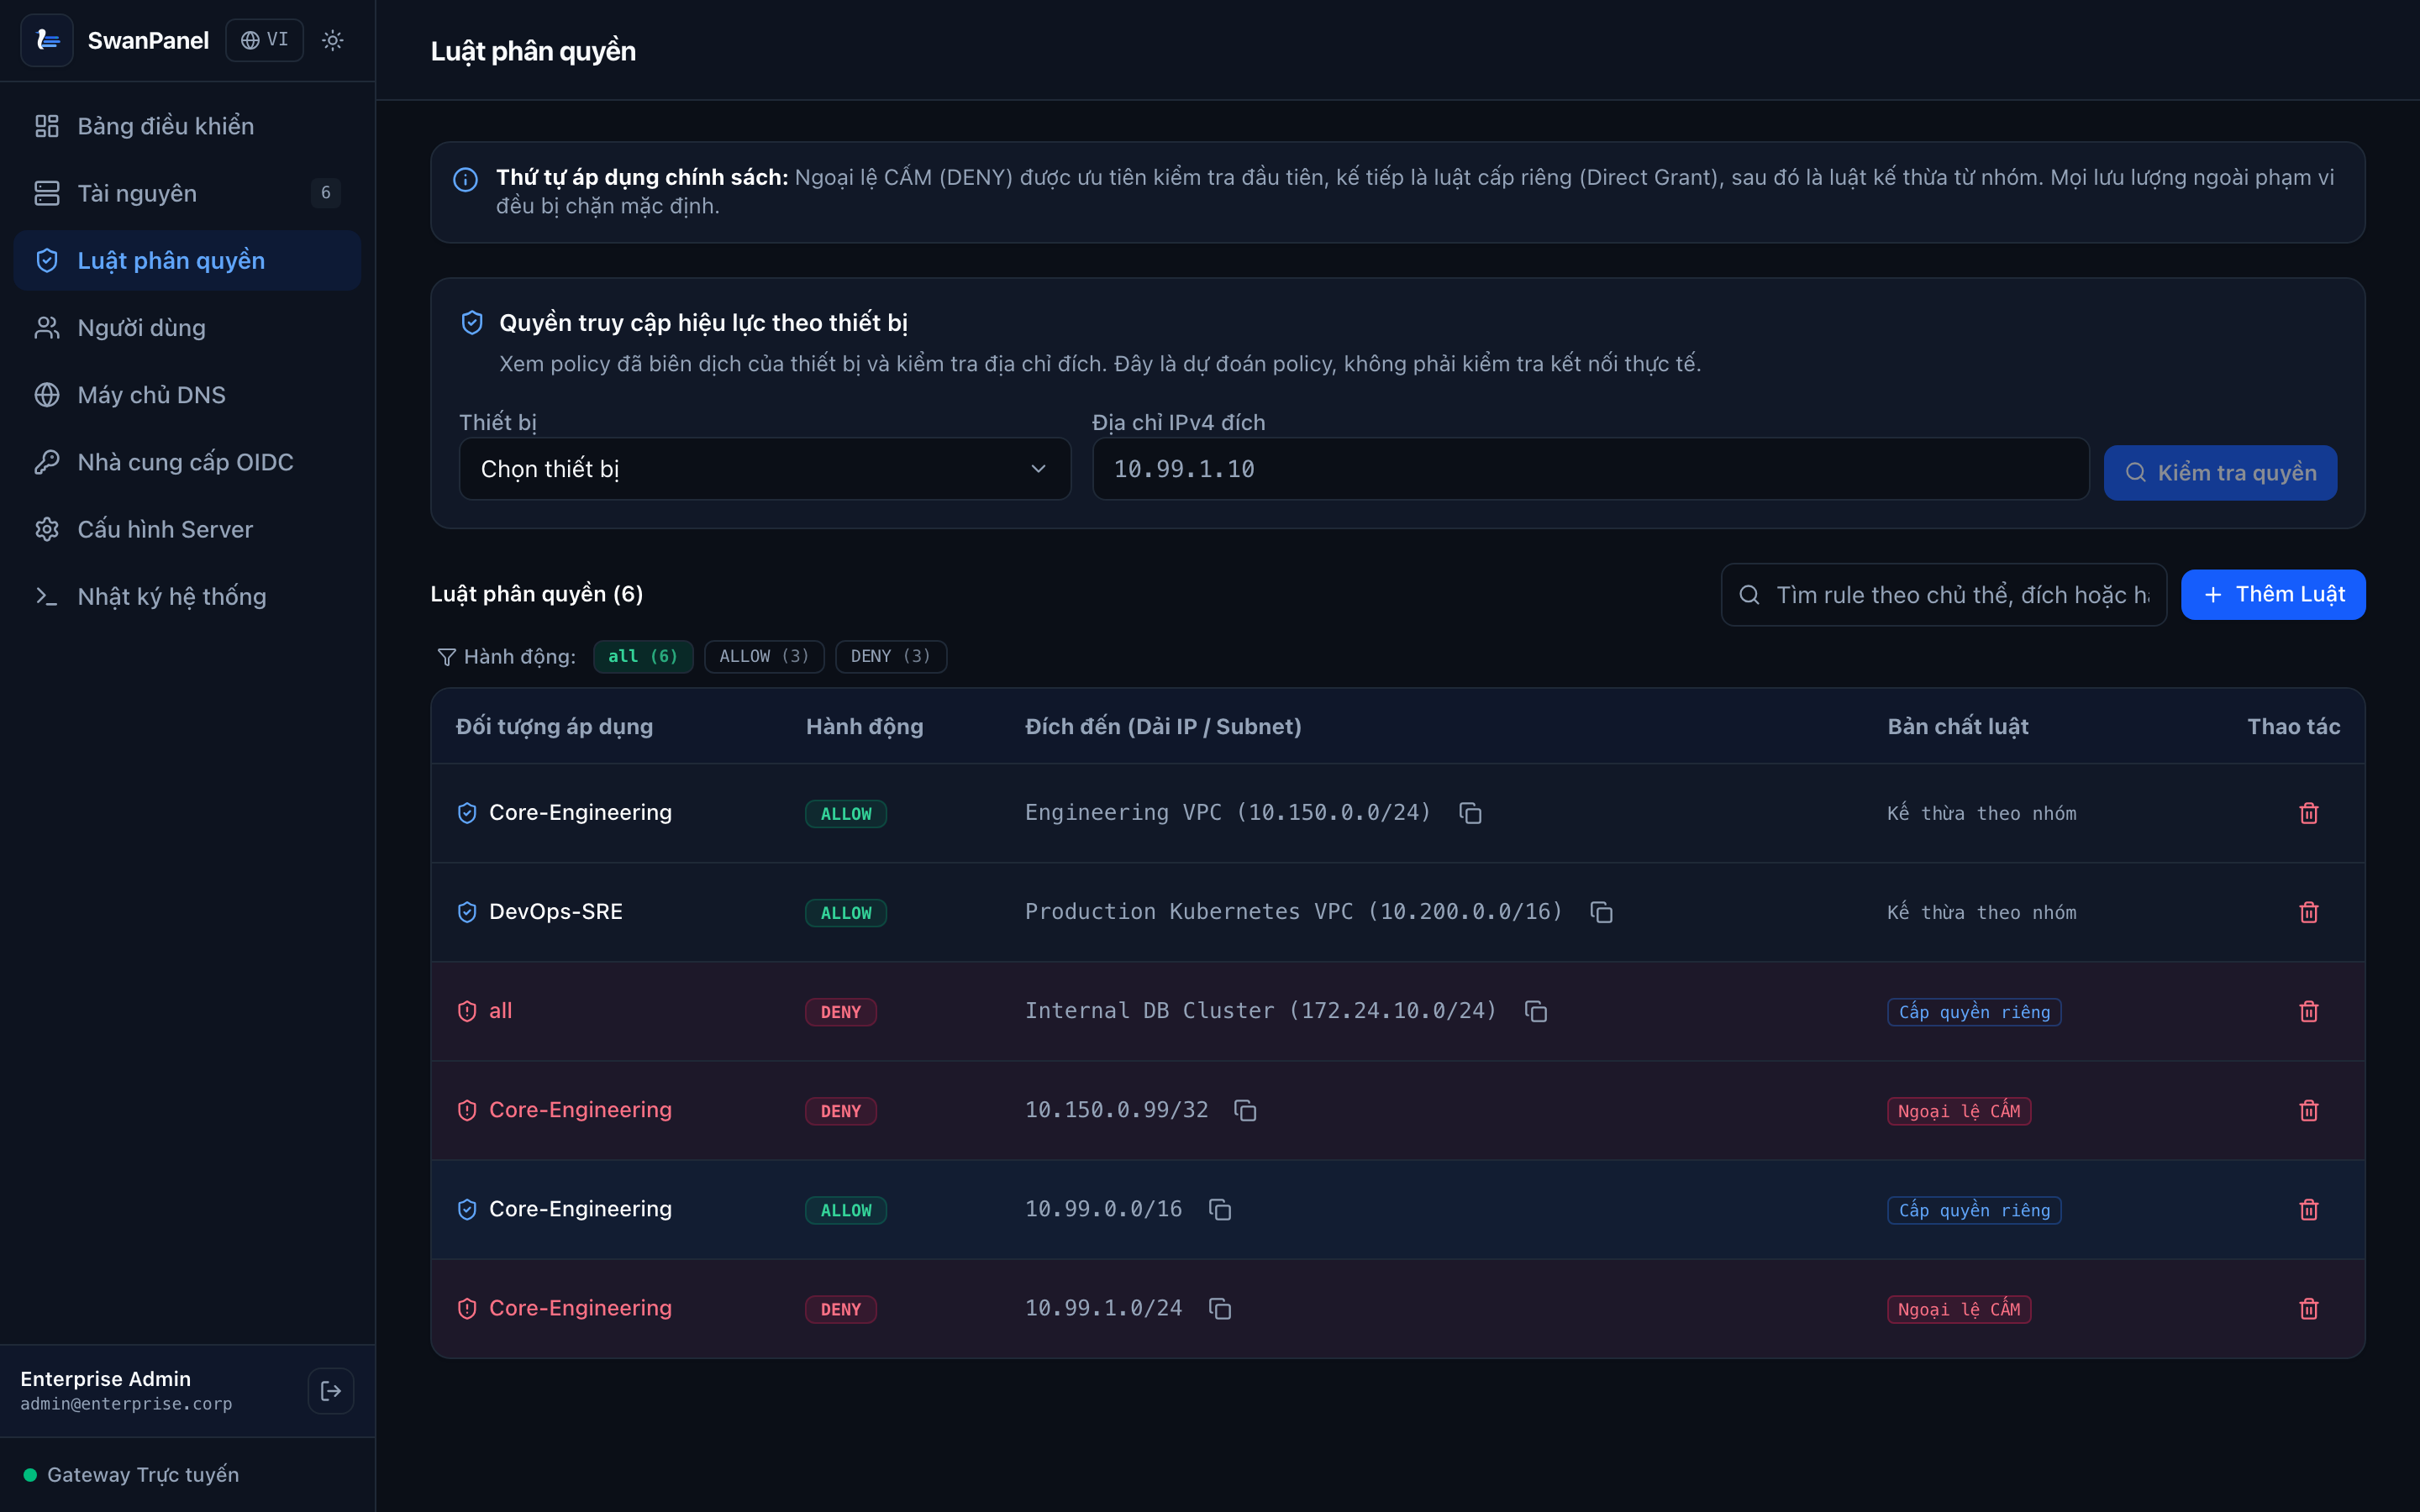 SwanPanel
VI
Bảng điều khiển
Tài nguyên
6
Luật phân quyền
Người dùng
Máy chủ DNS
Nhà cung cấp OIDC
Cấu hình Server
Nhật ký hệ thống
Enterprise Admin
admin@enterprise.corp
Gateway Trực tuyến
Luật phân quyền
Thứ tự áp dụng chính sách: Ngoại lệ CẤM (DENY) được ưu tiên kiểm tra đầu tiên, kế tiếp là luật cấp riêng (Direct Grant), sau đó là luật kế thừa từ nhóm. Mọi lưu lượng ngoài phạm vi
đều bị chặn mặc định.
Quyền truy cập hiệu lực theo thiết bị
Xem policy đã biên dịch của thiết bị và kiểm tra địa chỉ đích. Đây là dự đoán policy, không phải kiểm tra kết nối thực tế.
Thiết bị
Địa chỉ IPv4 đích
Chọn thiết bị
10.99.1.10
Kiểm tra quyền
Luật phân quyền (6)
Tìm rule theo chủ thể, đích hoặc
Thêm Luật
Hành động:
all (6)
ALLOW (3)
DENY (3)
Đối tượng áp dụng Hành động Đích đến (Dải IP / Subnet) Bản chất luật Thao tác
Core-Engineering ALLOW Engineering VPC (10.150.0.0/24) Kế thừa theo nhóm
DevOps-SRE ALLOW Production Kubernetes VPC (10.200.0.0/16) Kế thừa theo nhóm
all DENY Internal DB Cluster (172.24.10.0/24) Cấp quyền riêng
Core-Engineering DENY 10.150.0.99/32 Ngoại lệ CẤM
Core-Engineering ALLOW 10.99.0.0/16 Cấp quyền riêng
Core-Engineering DENY 10.99.1.0/24 Ngoại lệ CẤM